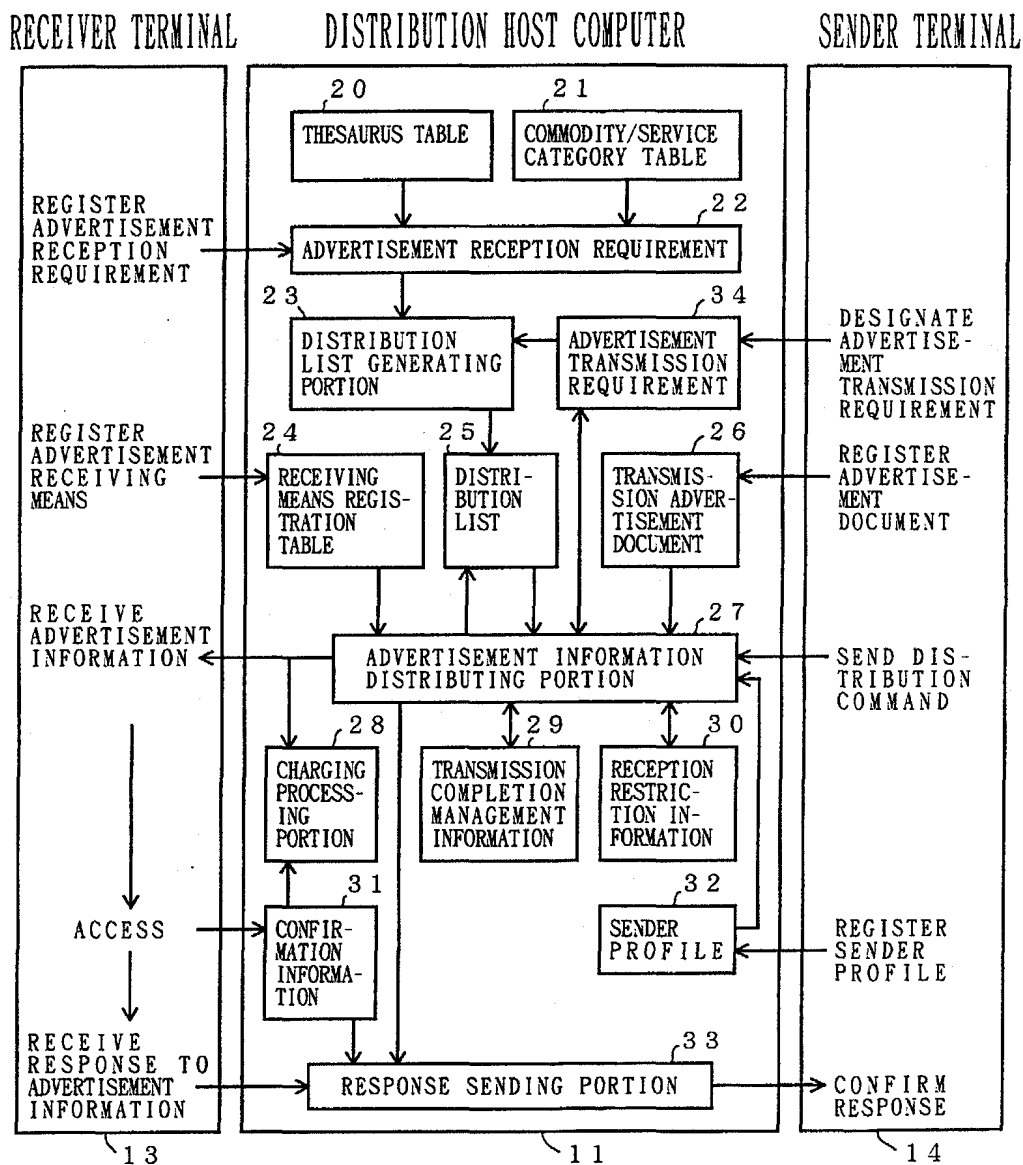 RECEIVER TERMINAL
DISTRIBUTION HOST COMPUTER
SENDER TERMINAL
20
THESAURUS TABLE
21
COMMODITY/SERVICE
CATEGORY TABLE
REGISTER
ADVERTISEMENT
RECEPTION
REQUIREMENT
22
ADVERTISEMENT RECEPTION REQUIREMENT
23
DISTRIBUTION
LIST GENERATING
PORTION
34
ADVERTISEMENT
TRANSMISSION
REQUIREMENT
DESIGNATE
ADVERTISE-
MENT
TRANSMISSION
REQUIREMENT
REGISTER
ADVERTISEMENT
RECEIVING
MEANS
24
RECEIVING
MEANS REGIS-
TRATION
TABLE
25
DISTRI-
BUTION
LIST
26
TRANSMIS-
SION ADVER-
TISEMENT
DOCUMENT
REGISTER
ADVERTISE-
MENT
DOCUMENT
RECEIVE
ADVERTISEMENT
INFORMATION
27
ADVERTISEMENT INFORMATION
DISTRIBUTING PORTION
SEND DIS-
TRIBUTION
COMMAND
28
CHARGING
PROCESS-
ING
PORTION
29
TRANSMISSION
COMPLETION
MANAGEMENT
INFORMATION
30
RECEPTION
RESTRIC-
TION IN-
FORMATION
ACCESS
31
CONFIR-
MATION
INFORMA-
TION
32
SENDER
PROFILE
REGISTER
SENDER
PROFILE
RECEIVE
RESPONSE TO
ADVERTISEMENT
INFORMATION
33
RESPONSE SENDING PORTION
CONFIRM
RESPONSE
13
11
14